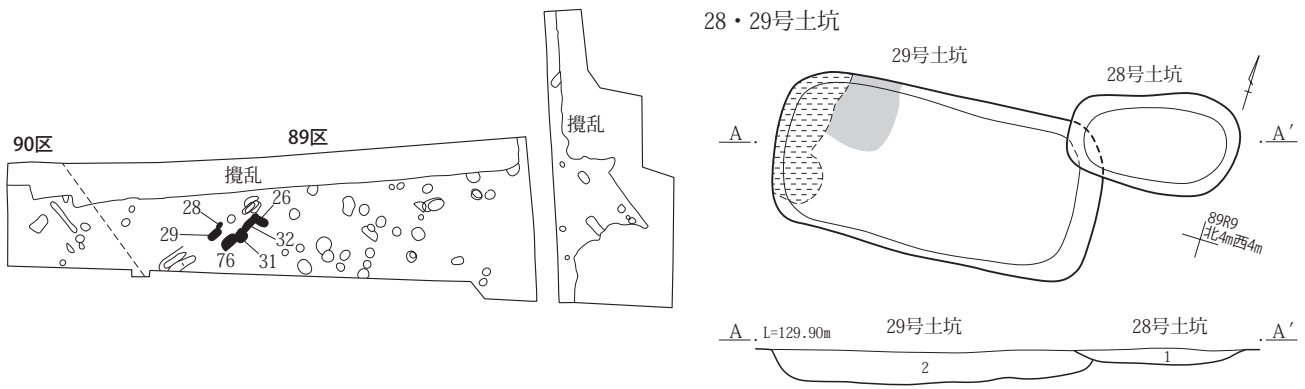 90区
89区
攪乱
28
29
76
26
32
31
攪乱
28・29号土坑
29号土坑
28号土坑
A
A′
89R9
北4m西4m
A
L=129.90m
29号土坑
28号土坑
A′
2
1